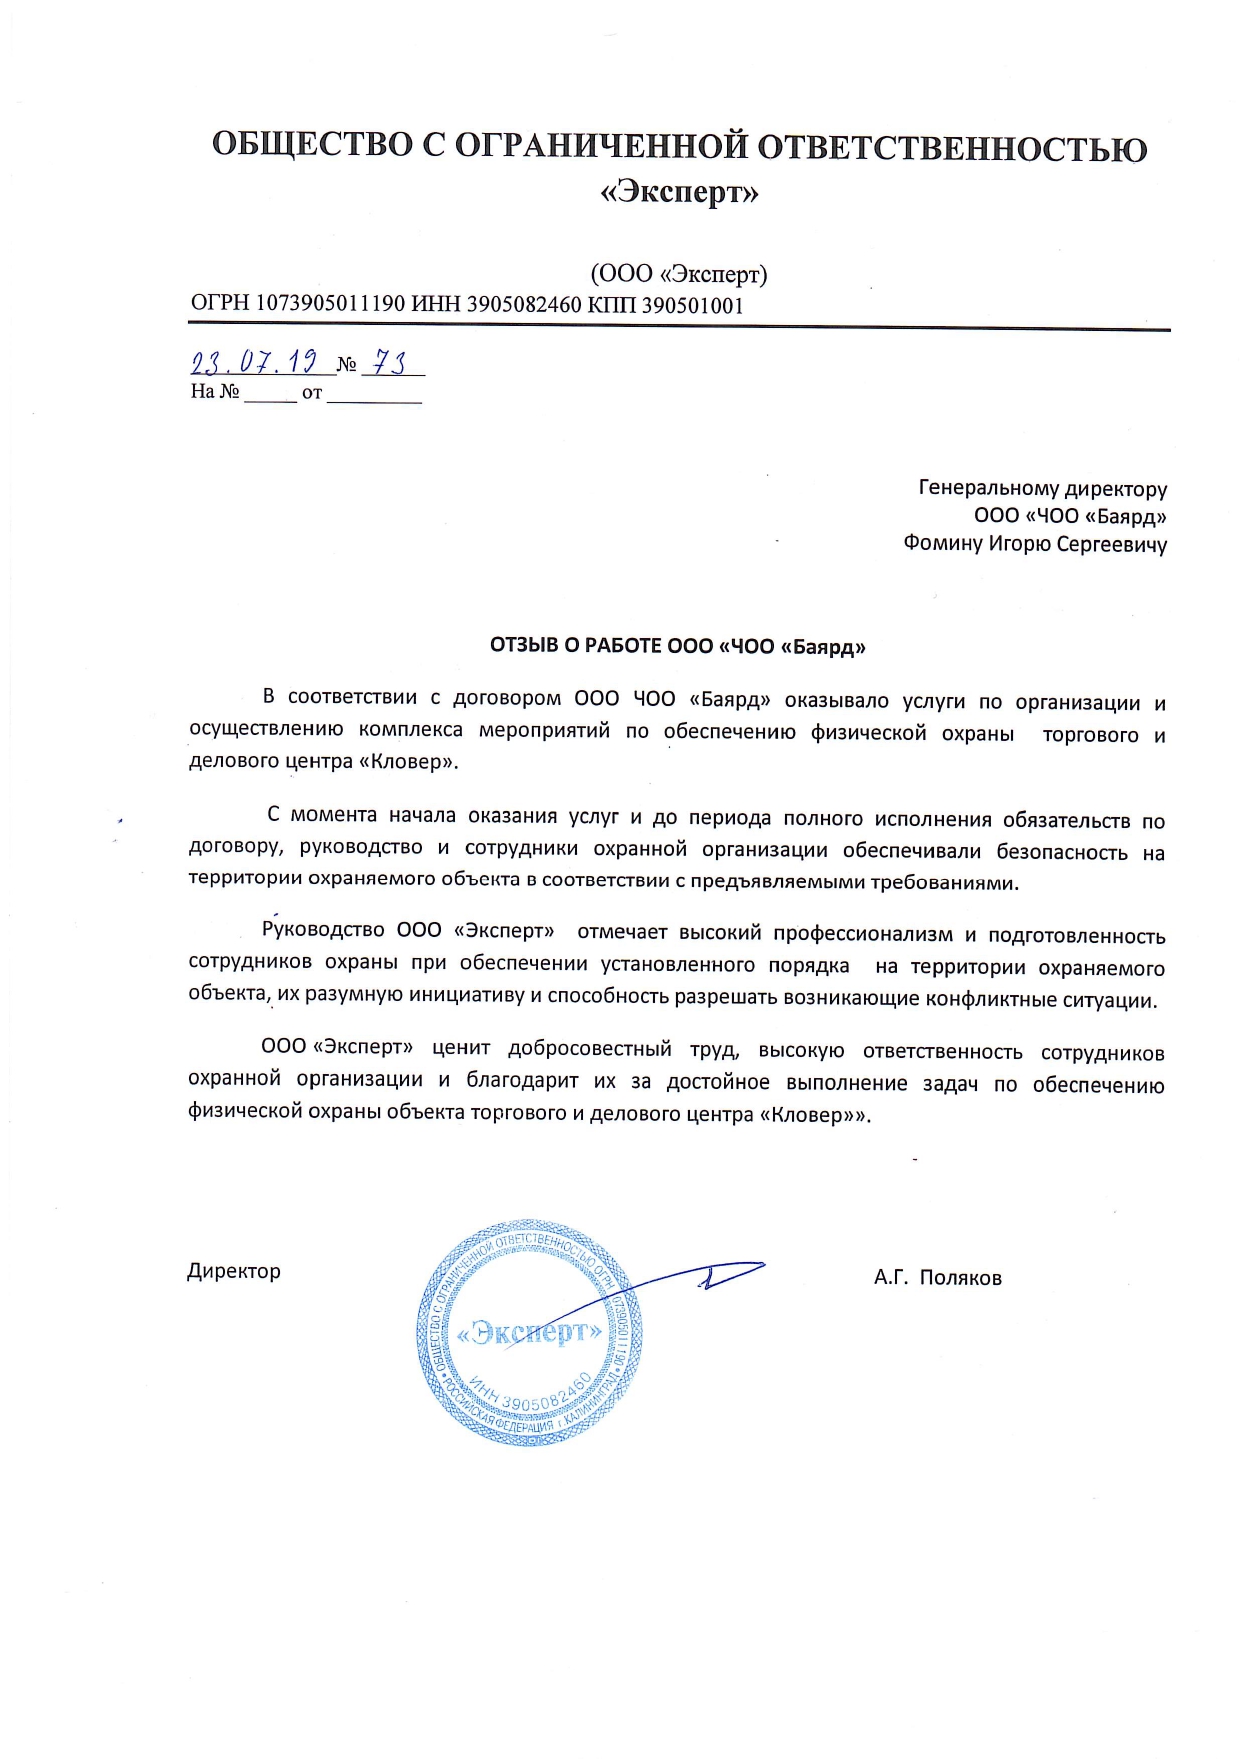 ОБЩЕСТВО С ОГРАНИЧЕННОЙ ОТВЕТСТВЕННОСТЬЮ
«Эксперт»
(ООО «Эксперт)
ОГРН 1073905011190 ИНН 3905082460 КПП 390501001
23.07.19 № 73
На № _____ от _________
Генеральному директору
ООО «ЧОО «Баярд»
Фомину Игорю Сергеевичу
ОТЗЫВ О РАБОТЕ ООО «ЧОО «Баярд»
В соответствии с договором ООО ЧОО «Баярд» оказывало услуги по организации и
осуществлению комплекса мероприятий по обеспечению физической охраны торгового и
делового центра «Кловер».
С момента начала оказания услуг и до периода полного исполнения обязательств по
договору, руководство и сотрудники охранной организации обеспечивали безопасность на
территории охраняемого объекта в соответствии с предъявляемыми требованиями.
Руководство ООО «Эксперт» отмечает высокий профессионализм и подготовленность
сотрудников охраны при обеспечении установленного порядка на территории охраняемого
объекта, их разумную инициативу и способность разрешать возникающие конфликтные ситуации.
ООО «Эксперт» ценит добросовестный труд, высокую ответственность сотрудников
охранной организации и благодарит их за достойное выполнение задач по обеспечению
физической охраны объекта торгового и делового центра «Кловер»».
Директор
А.Г. Поляков
ОБЩЕСТВО С ОГРАНИЧЕННОЙ ОТВЕТСТВЕННОСТЬЮ ОГРН 1073905011190
РОССИЙСКАЯ ФЕДЕРАЦИЯ г.КАЛИНИНГРАД
«Эксперт»
ИНН 3905082460